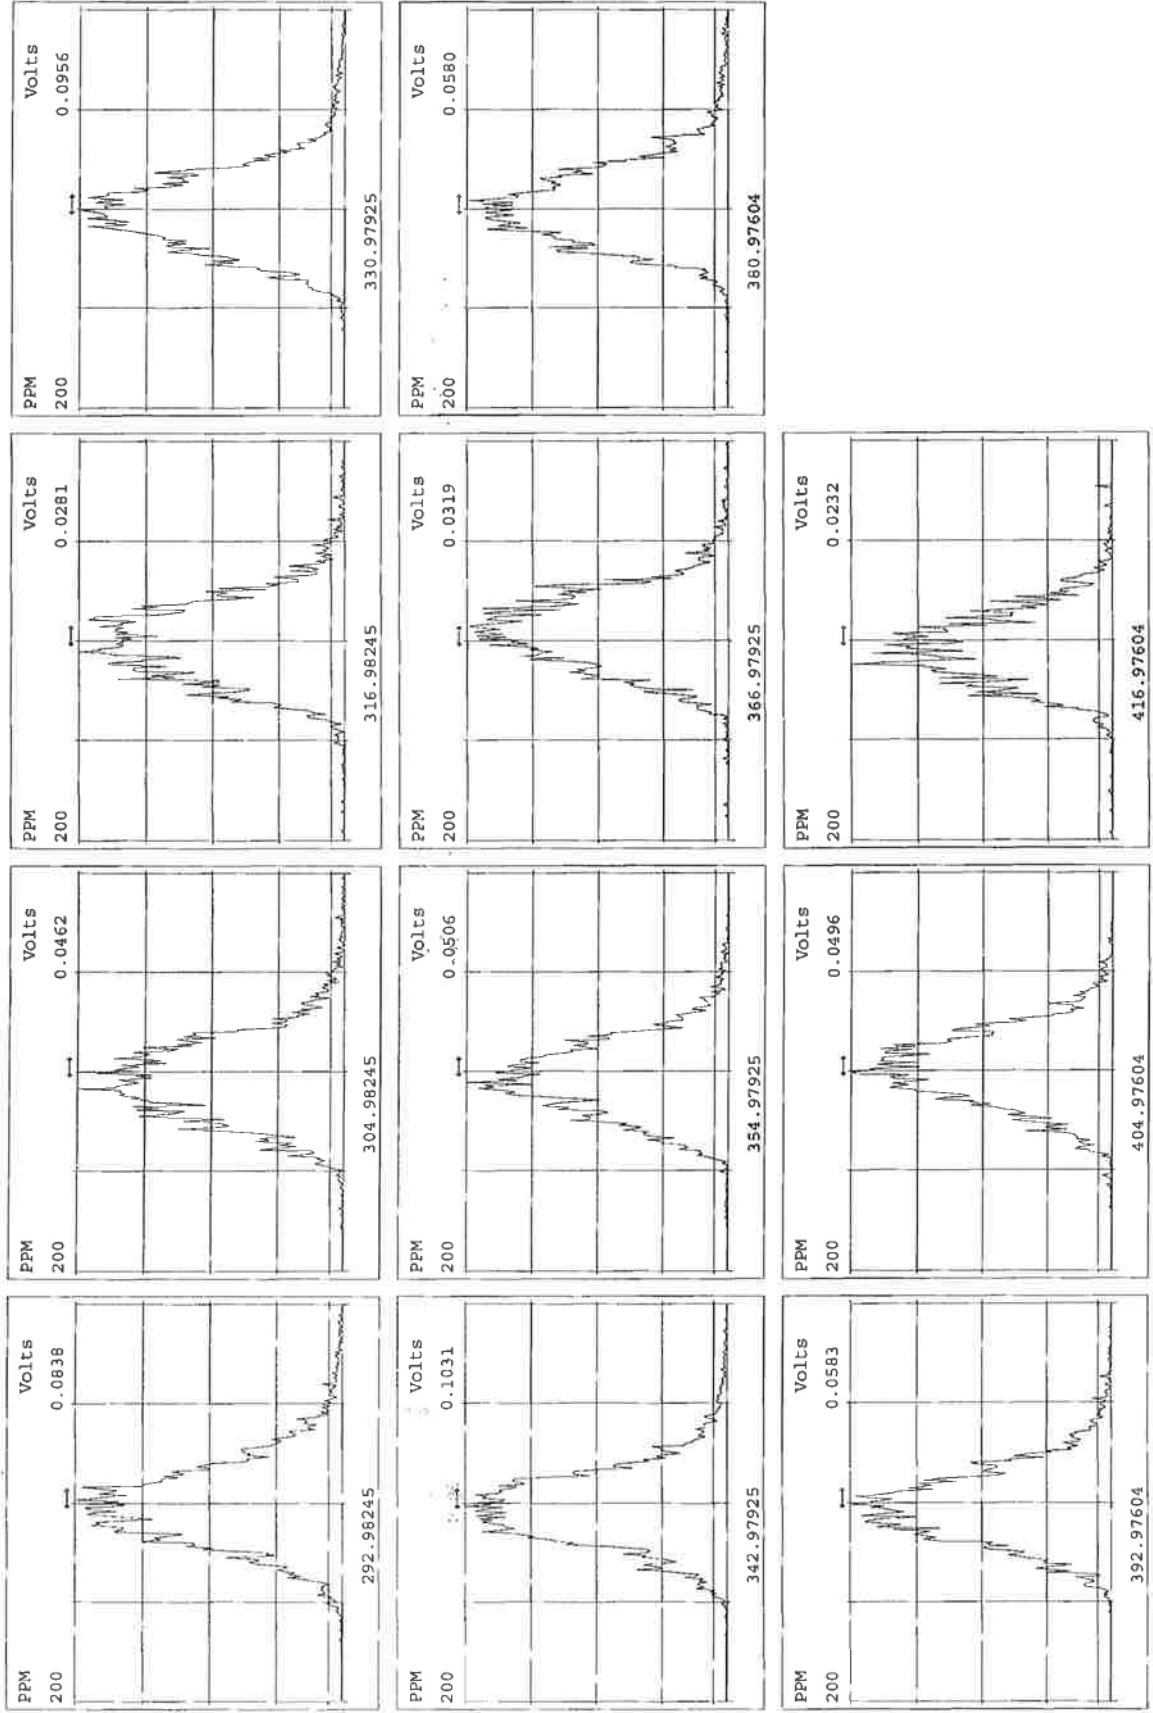 PPM Volts
200 0.0838
292.98245
PPM Volts
200 0.0462
304.98245
PPM Volts
200 0.0281
316.98245
PPM Volts
200 0.0956
330.97925
PPM Volts
200 0.1031
342.97925
PPM Volts
200 0.0506
354.97925
PPM Volts
200 0.0319
366.97925
PPM Volts
200 0.0580
380.97604
PPM Volts
200 0.0583
392.97604
PPM Volts
200 0.0496
404.97604
PPM Volts
200 0.0232
416.97604